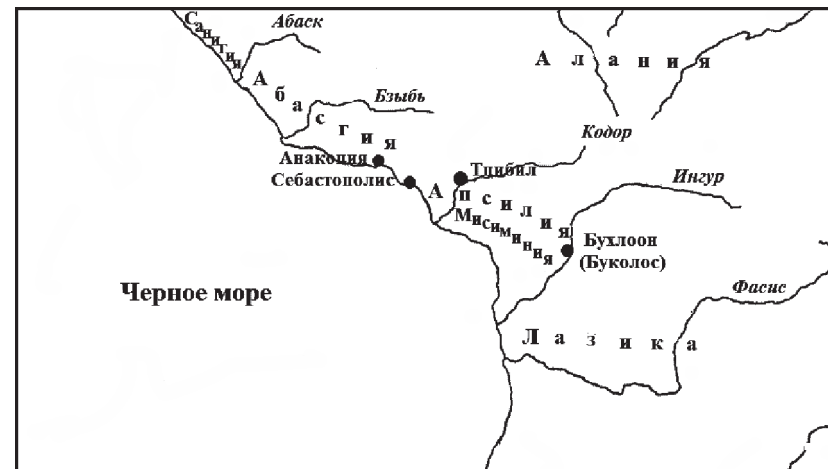 Санигии
Абаск
Алания
Абасгия
Бзыбь
Кодор
Анакопия
Себастополис
Тцибил
Апсилия
Ингур
Мисиминия
Бухлоон
(Буколос)
Фасис
Черное море
Лазика